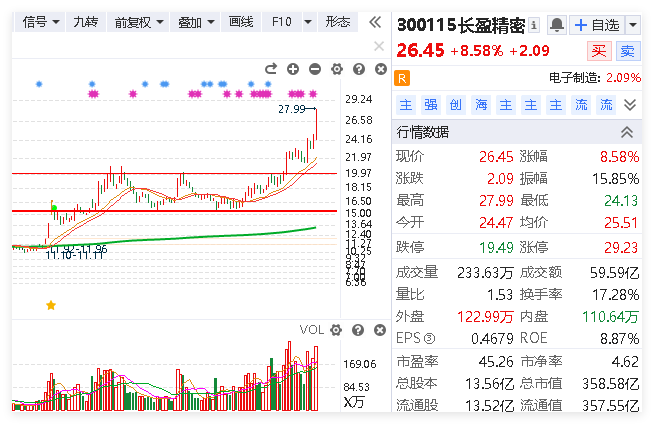 信号 九转 前复权 叠加 画线 F10 形态
300115长盈精密
自选
26.45 +8.58% +2.09
买 卖
R 电子制造: 2.09%
主 强 创 海 主 主 主 流 流
行情数据
现价 26.45 涨幅 8.58%
涨跌 2.09 振幅 15.85%
最高 27.99 最低 24.13
今开 24.47 均价 25.51
跌停 19.49 涨停 29.23
成交量 233.63万 成交额 59.59亿
量比 1.53 换手率 17.28%
外盘 122.99万 内盘 110.64万
EPS③ 0.4679 ROE 8.87%
市盈率 45.26 市净率 4.62
总股本 13.56亿 总市值 358.58亿
流通股 13.52亿 流通值 357.55亿
27.99
29.24
26.58
24.16
21.97
19.97
18.15
16.50
15.00
13.64
12.40
11.27
10.25
9.32
8.47
7.70
7.00
6.36
11.92-11.96
11.10-11.11
VOL
169.06
84.53
X万